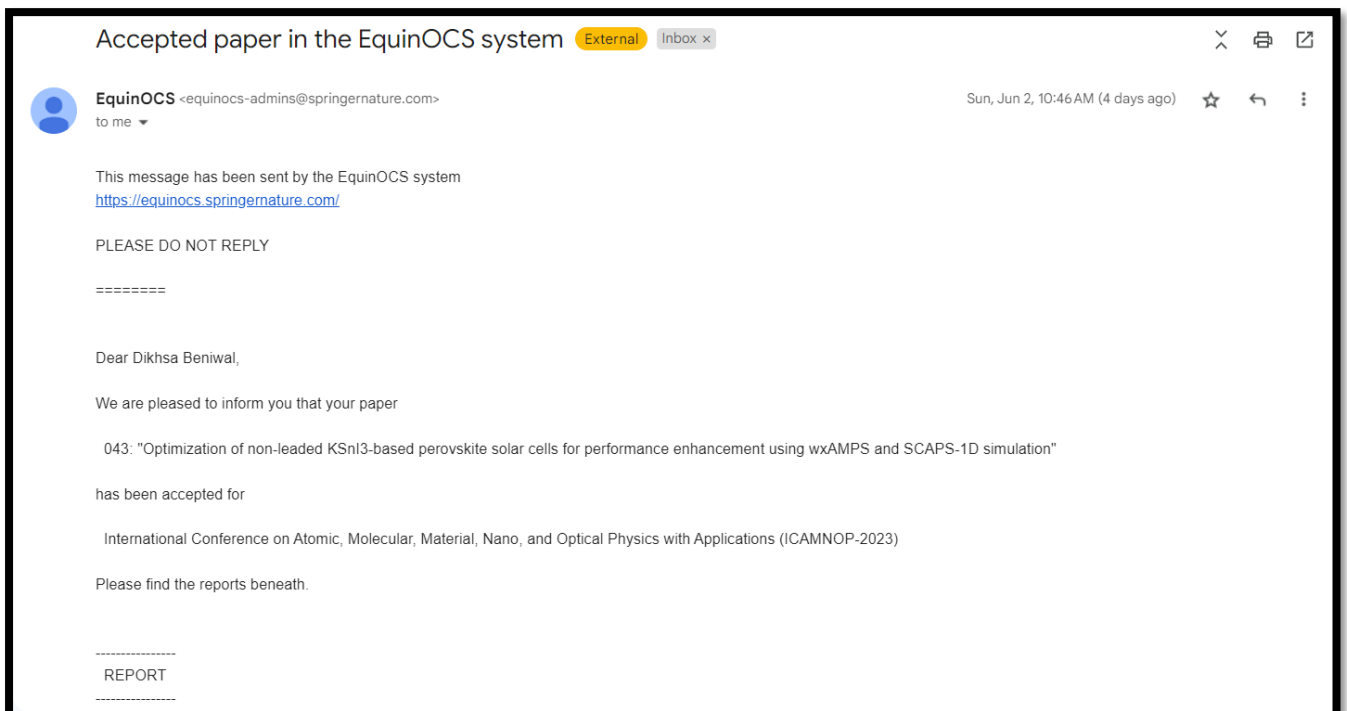 Accepted paper in the EquinOCS system External Inbox ×
EquinOCS <equinocs-admins@springernature.com> Sun, Jun 2, 10:46 AM (4 days ago)
to me
This message has been sent by the EquinOCS system
https://equinocs.springernature.com/
PLEASE DO NOT REPLY
========
Dear Dikhsa Beniwal,
We are pleased to inform you that your paper
043: "Optimization of non-leaded KSnI3-based perovskite solar cells for performance enhancement using wxAMPS and SCAPS-1D simulation"
has been accepted for
International Conference on Atomic, Molecular, Material, Nano, and Optical Physics with Applications (ICAMNOP-2023)
Please find the reports beneath.
----------------
REPORT
----------------